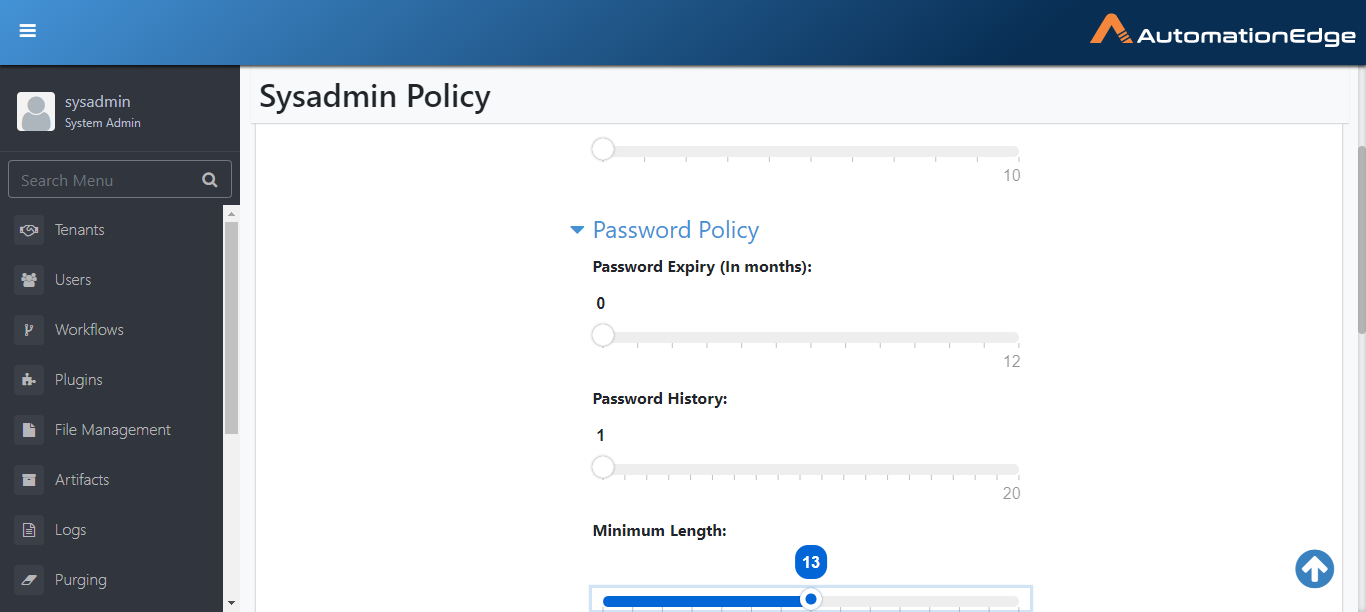 AutomationEdge
sysadmin
System Admin
Search Menu
Tenants
Users
Workflows
Plugins
File Management
Artifacts
Logs
Purging
Sysadmin Policy
10
Password Policy
Password Expiry (In months):
0
12
Password History:
1
20
Minimum Length:
13